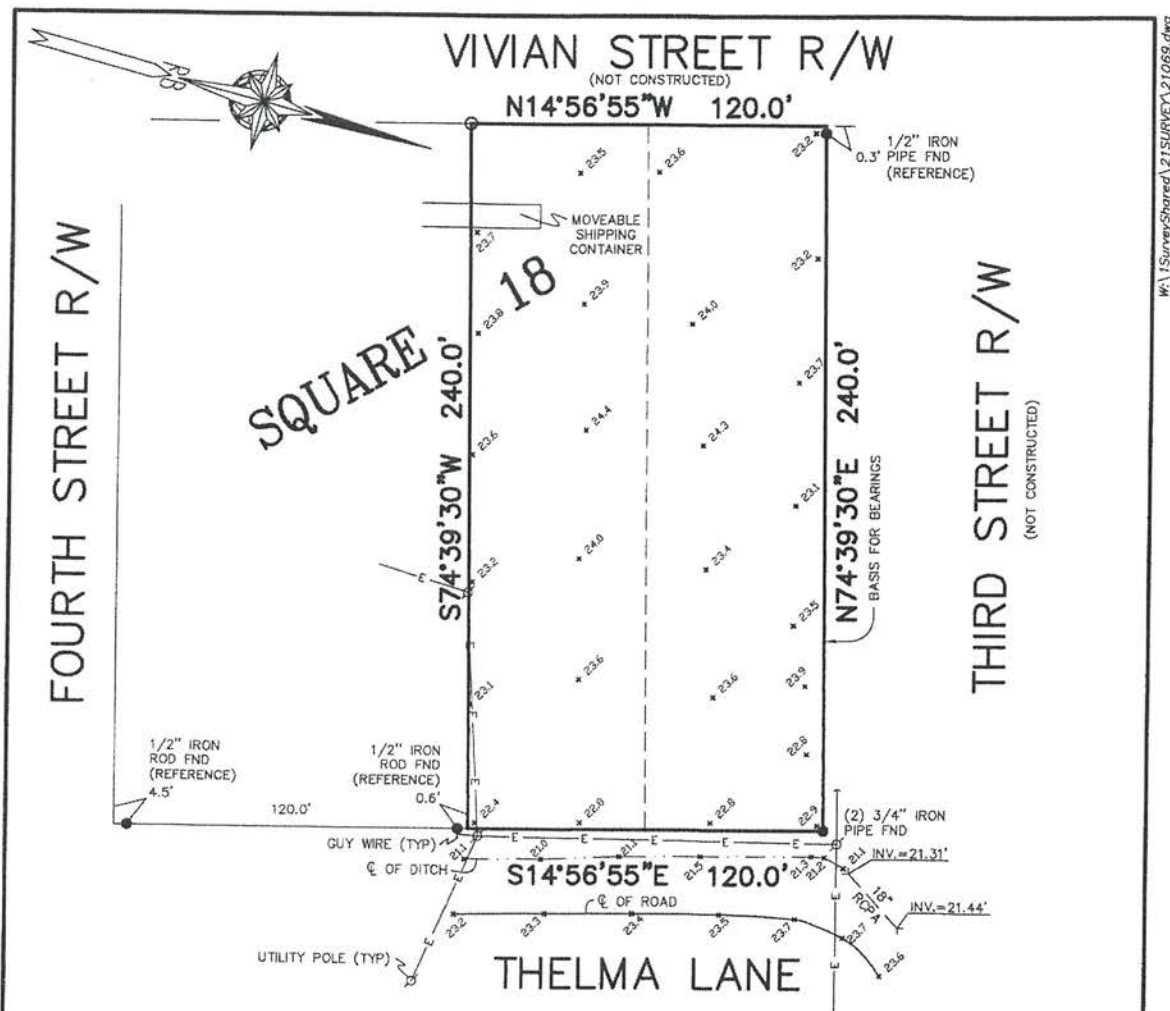 VIVIAN STREET R/W
(NOT CONSTRUCTED)
N14°56'55"W 120.0'
W:\1SurveyShared\21SURVEY\21069.dwg
1/2" IRON
0.3' PIPE FND
(REFERENCE)
23.2
23.5
23.6
MOVEABLE
SHIPPING
CONTAINER
23.7
23.2
SQUARE 18
23.8
23.9
24.0
FOURTH STREET R/W
S74°39'30"W 240.0'
N74°39'30"E 240.0'
BASIS FOR BEARINGS
THIRD STREET R/W
(NOT CONSTRUCTED)
23.7
23.6
24.4
24.3
23.1
E
23.2
24.0
23.4
23.5
E
23.1
23.6
23.6
23.9
E
E
22.8
1/2" IRON
ROD FND
(REFERENCE)
4.5'
1/2" IRON
ROD FND
(REFERENCE)
0.6'
120.0'
22.4
22.8
22.9
(2) 3/4" IRON
PIPE FND
GUY WIRE (TYP)
E E E E
21.1
21.0
21.1
21.5
21.3
21.2
21.1
INV.=21.31'
℄ OF DITCH
S14°56'55"E 120.0'
18"
RCPA
INV.=21.44'
℄ OF ROAD
E
E
23.2
23.3
23.4
23.5
23.7
23.7
23.6
UTILITY POLE (TYP)
E
E
THELMA LANE